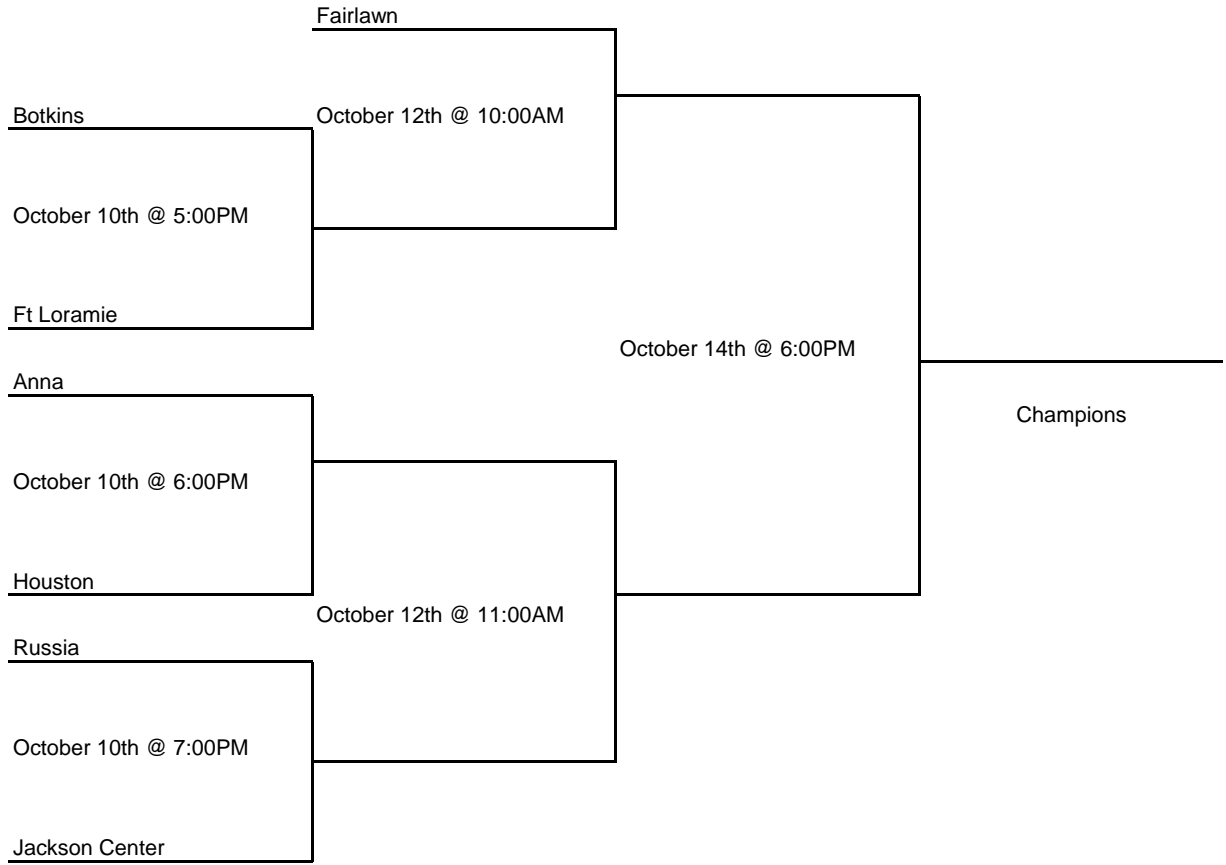 Fairlawn
Botkins
October 12th @ 10:00AM
October 10th @ 5:00PM
Ft Loramie
October 14th @ 6:00PM
Anna
Champions
October 10th @ 6:00PM
Houston
October 12th @ 11:00AM
Russia
October 10th @ 7:00PM
Jackson Center